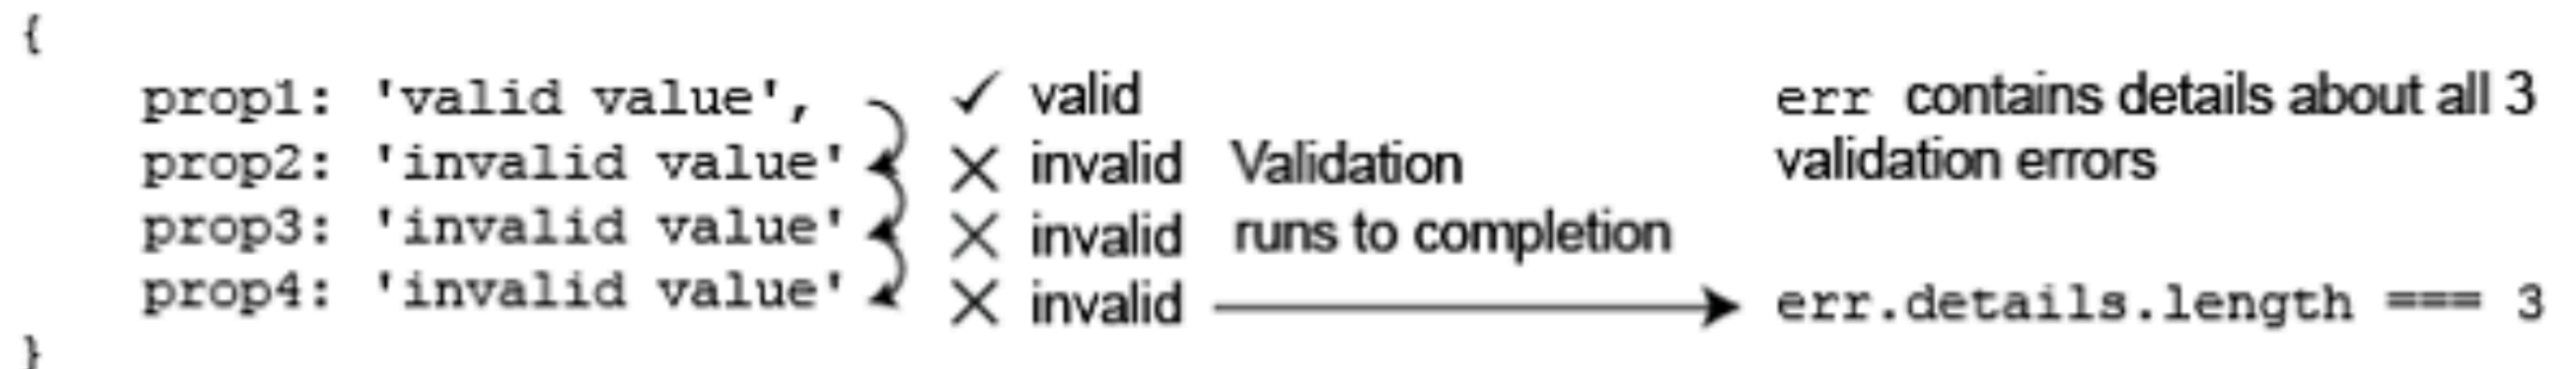 {
prop1: 'valid value', ✓ valid err contains details about all 3
prop2: 'invalid value' ✕ invalid Validation validation errors
prop3: 'invalid value' ✕ invalid runs to completion
prop4: 'invalid value' ✕ invalid err.details.length === 3
}